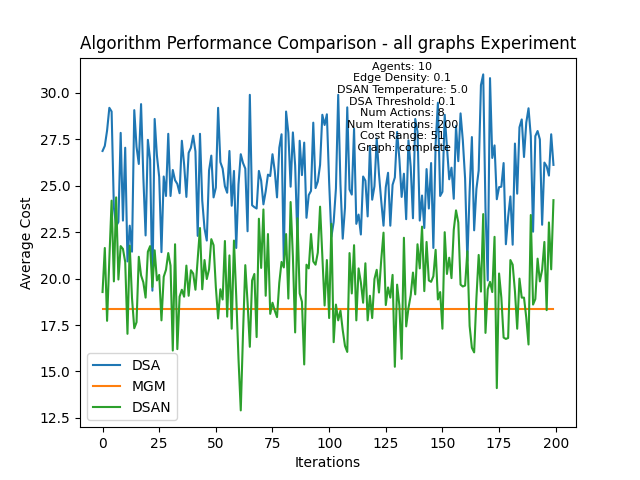 Algorithm Performance Comparison - all graphs Experiment
Agents: 10
Edge Density: 0.1
DSAN Temperature: 5.0
DSA Threshold: 0.1
Num Actions: 8
Num Iterations: 200
Cost Range: 51
Graph: complete
Average Cost
30.0
27.5
25.0
22.5
20.0
17.5
15.0
12.5
DSA
MGM
DSAN
0 25 50 75 100 125 150 175 200
Iterations